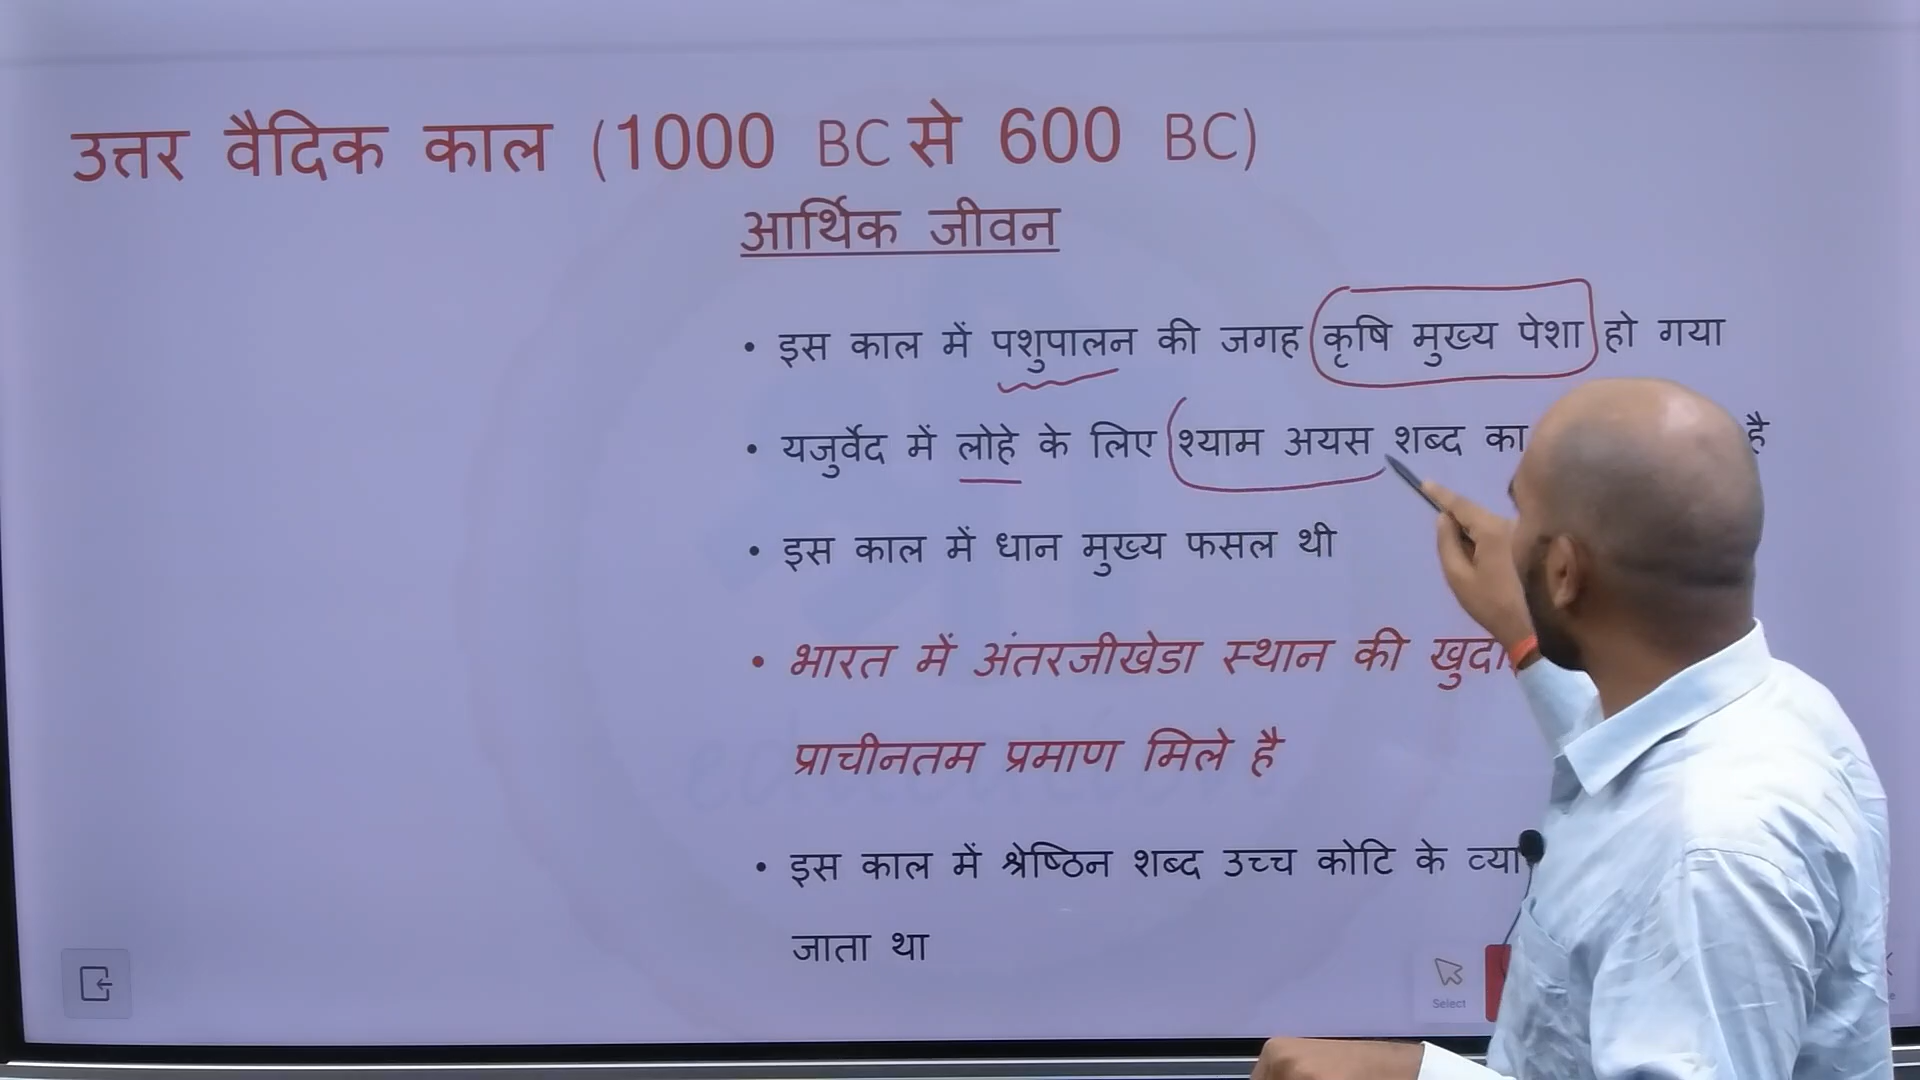 उत्तर वैदिक काल (1000 BC से 600 BC)
आर्थिक जीवन
• इस काल में पशुपालन की जगह कृषि मुख्य पेशा हो गया
• यजुर्वेद में लोहे के लिए श्याम अयस शब्द का है
• इस काल में धान मुख्य फसल थी
• भारत में अंतरजीखेडा स्थान की
प्राचीनतम प्रमाण मिले है
• इस काल में श्रेष्ठिन शब्द उच्च कोटि के
जाता था
Select